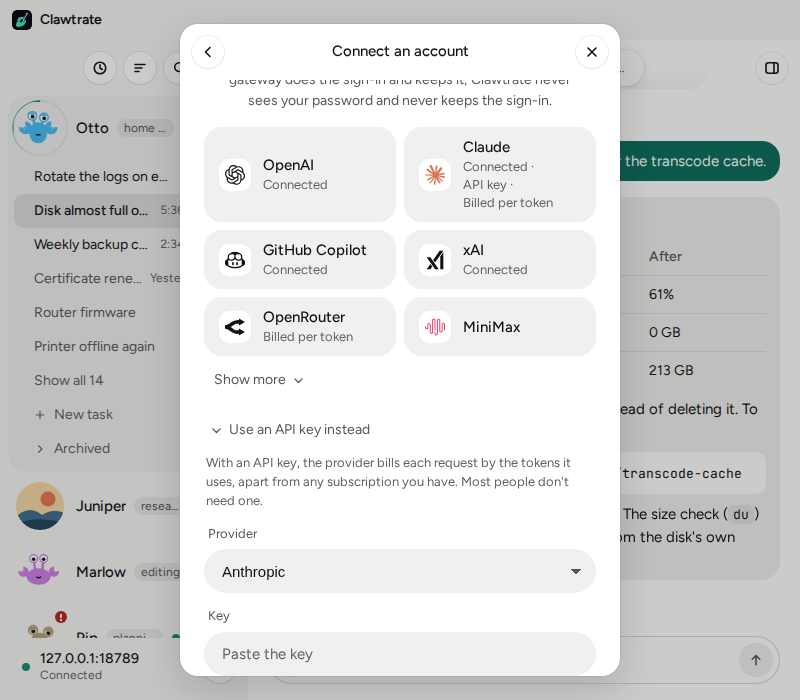 Clawtrate
Connect an account
gateway does the sign-in and keeps it, Clawtrate never
sees your password and never keeps the sign-in.
OpenAI
Connected
Claude
Connected ·
API key ·
Billed per token
GitHub Copilot
Connected
xAI
Connected
OpenRouter
Billed per token
MiniMax
Show more
Use an API key instead
With an API key, the provider bills each request by the tokens it
uses, apart from any subscription you have. Most people don't
need one.
Provider
Anthropic
Key
Paste the key
Otto home ...
Rotate the logs on e...
Disk almost full o... 5:36
Weekly backup c... 2:34
Certificate rene... Yeste
Router firmware
Printer offline again
Show all 14
New task
Archived
Juniper resea...
Marlow editing
Pip planni...
127.0.0.1:18789
Connected
the transcode cache.
After
61%
0 GB
213 GB
ead of deleting it. To
transcode-cache
The size check (du)
om the disk's own